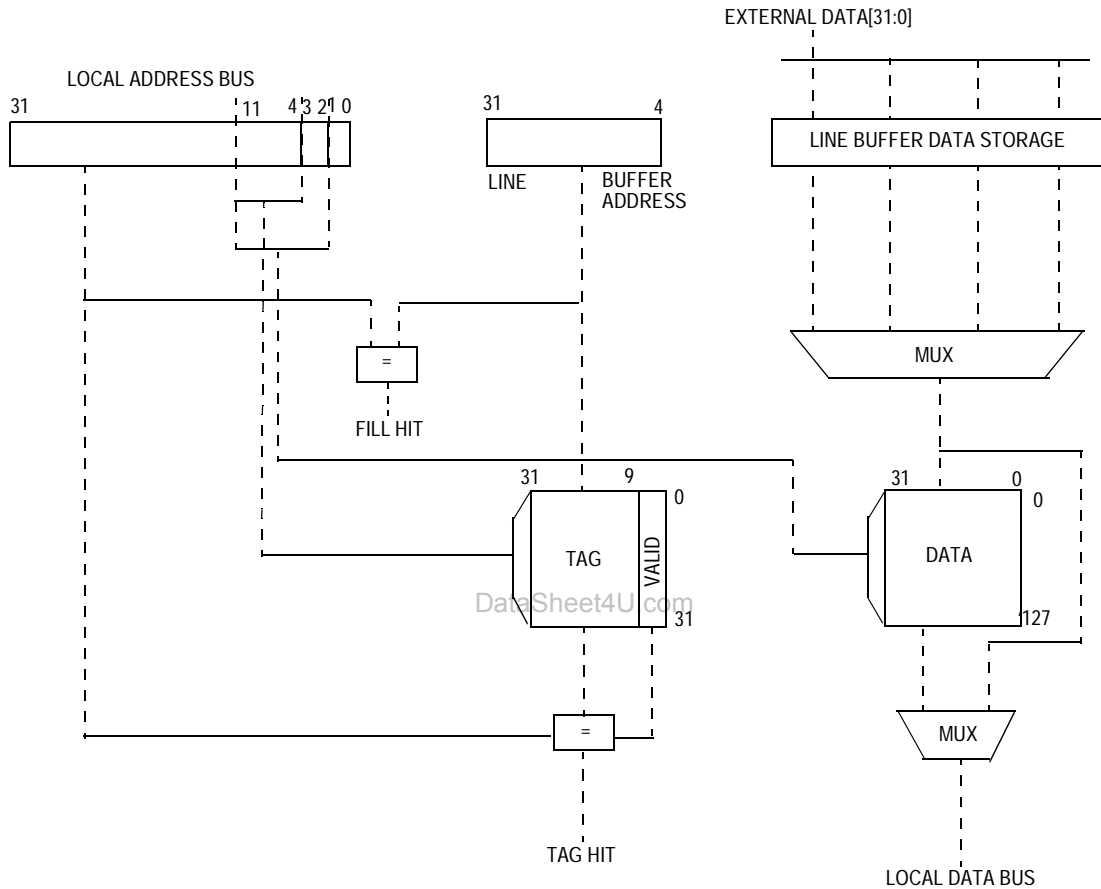 EXTERNAL DATA[31:0]
LOCAL ADDRESS BUS
31 11 4 3 2 1 0
31 4
LINE BUFFER DATA STORAGE
LINE BUFFER
ADDRESS
MUX
=
FILL HIT
31 9 0
31 0
0
TAG
VALID
DATA
DataSheet4U.com
31
127
=
MUX
TAG HIT
LOCAL DATA BUS